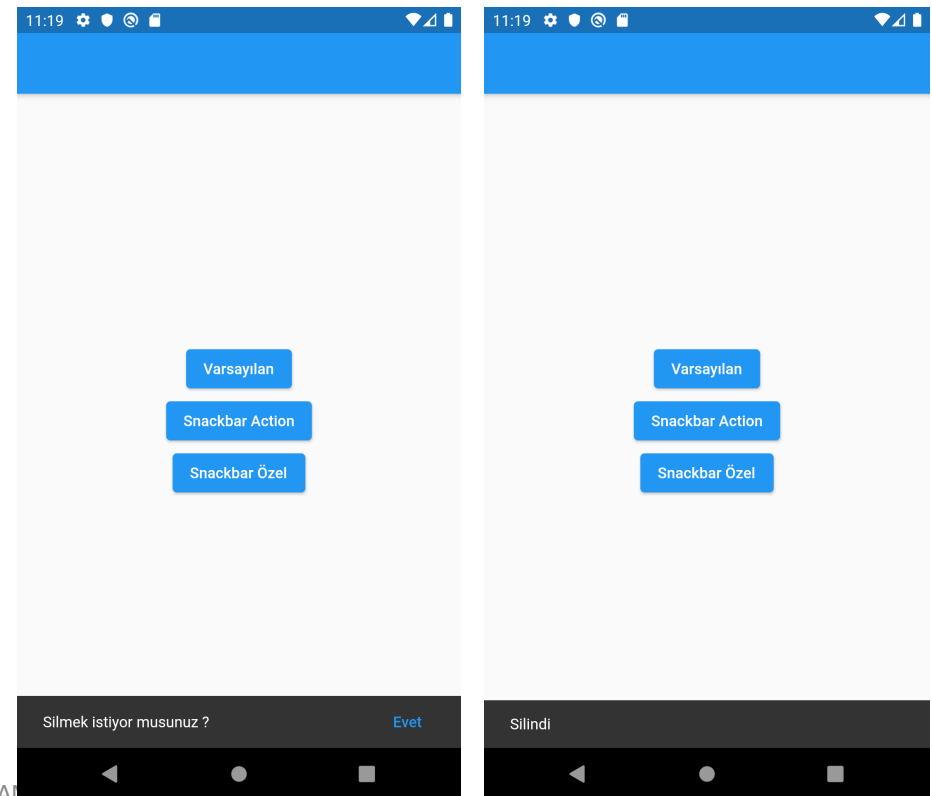 11:19
Varsayılan
Snackbar Action
Snackbar Özel
Silmek istiyor musunuz ? Evet
11:19
Varsayılan
Snackbar Action
Snackbar Özel
Silindi